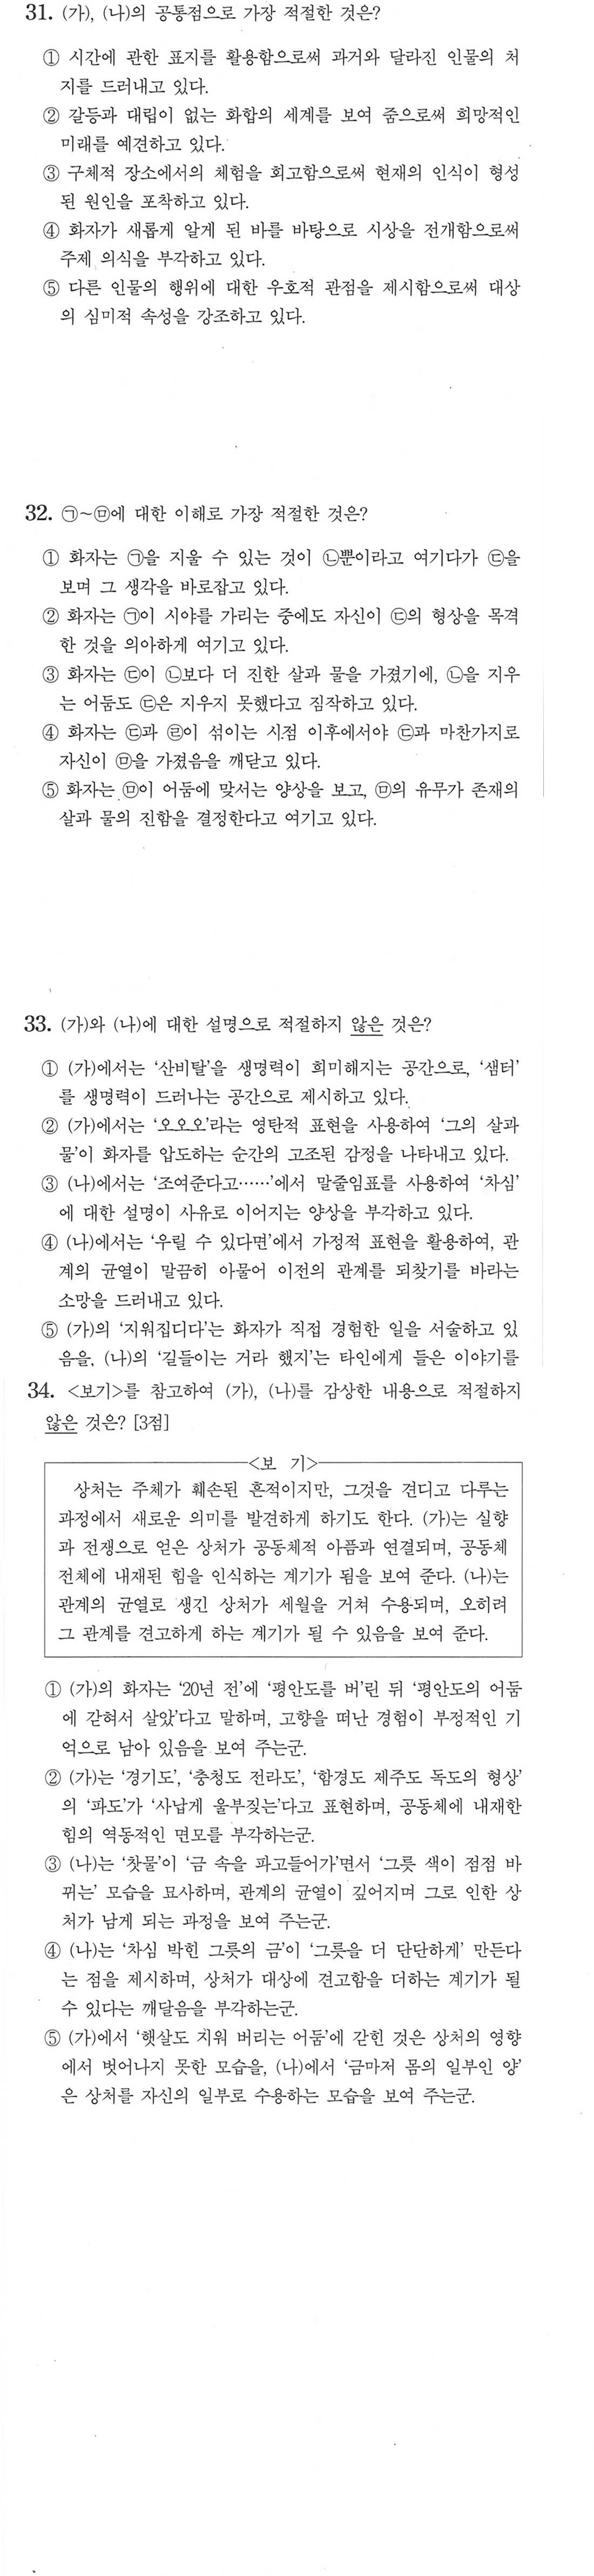 31. (가), (나)의 공통점으로 가장 적절한 것은?
① 시간에 관한 표지를 활용함으로써 과거와 달라진 인물의 처
지를 드러내고 있다.
② 갈등과 대립이 없는 화합의 세계를 보여 줌으로써 희망적인
미래를 예견하고 있다.
③ 구체적 장소에서의 체험을 회고함으로써 현재의 인식이 형성
된 원인을 포착하고 있다.
④ 화자가 새롭게 알게 된 바를 바탕으로 시상을 전개함으로써
주제 의식을 부각하고 있다.
⑤ 다른 인물의 행위에 대한 우호적 관점을 제시함으로써 대상
의 심미적 속성을 강조하고 있다.
32. ㉠~㉤에 대한 이해로 가장 적절한 것은?
① 화자는 ㉠을 지울 수 있는 것이 ㉡뿐이라고 여기다가 ㉢을
보며 그 생각을 바로잡고 있다.
② 화자는 ㉠이 시야를 가리는 중에도 자신이 ㉢의 형상을 목격
한 것을 의아하게 여기고 있다.
③ 화자는 ㉢이 ㉡보다 더 진한 살과 물을 가졌기에, ㉡을 지우
는 어둠도 ㉢은 지우지 못했다고 짐작하고 있다.
④ 화자는 ㉢과 ㉣이 섞이는 시점 이후에서야 ㉢과 마찬가지로
자신이 ㉤을 가졌음을 깨닫고 있다.
⑤ 화자는 ㉤이 어둠에 맞서는 양상을 보고, ㉤의 유무가 존재의
살과 물의 진함을 결정한다고 여기고 있다.
33. (가)와 (나)에 대한 설명으로 적절하지 않은 것은?
① (가)에서는 ‘산비탈’을 생명력이 희미해지는 공간으로, ‘샘터’
를 생명력이 드러나는 공간으로 제시하고 있다.
② (가)에서는 ‘오오오’라는 영탄적 표현을 사용하여 ‘그의 살과
물’이 화자를 압도하는 순간의 고조된 감정을 나타내고 있다.
③ (나)에서는 ‘조여준다고……’에서 말줄임표를 사용하여 ‘차심’
에 대한 설명이 사유로 이어지는 양상을 부각하고 있다.
④ (나)에서는 ‘우릴 수 있다면’에서 가정적 표현을 활용하여, 관
계의 균열이 말끔히 아물어 이전의 관계를 되찾기를 바라는
소망을 드러내고 있다.
⑤ (가)의 ‘지워집디다’는 화자가 직접 경험한 일을 서술하고 있
음을, (나)의 ‘길들이는 거라 했지’는 타인에게 들은 이야기를
34. <보기>를 참고하여 (가), (나)를 감상한 내용으로 적절하지
않은 것은? [3점]
<보 기>
상처는 주체가 훼손된 흔적이지만, 그것을 견디고 다루는
과정에서 새로운 의미를 발견하게 하기도 한다. (가)는 실향
과 전쟁으로 얻은 상처가 공동체적 아픔과 연결되며, 공동체
전체에 내재된 힘을 인식하는 계기가 됨을 보여 준다. (나)는
관계의 균열로 생긴 상처가 세월을 거쳐 수용되며, 오히려
그 관계를 견고하게 하는 계기가 될 수 있음을 보여 준다.
① (가)의 화자는 ‘20년 전’에 ‘평안도를 버’린 뒤 ‘평안도의 어둠
에 갇혀서 살았’다고 말하며, 고향을 떠난 경험이 부정적인 기
억으로 남아 있음을 보여 주는군.
② (가)는 ‘경기도’, ‘충청도 전라도’, ‘함경도 제주도 독도의 형상’
의 ‘파도’가 ‘사납게 울부짖는’다고 표현하며, 공동체에 내재한
힘의 역동적인 면모를 부각하는군.
③ (나)는 ‘찻물’이 ‘금 속을 파고들어가’면서 ‘그릇 색이 점점 바
뀌는’ 모습을 묘사하며, 관계의 균열이 깊어지며 그로 인한 상
처가 남게 되는 과정을 보여 주는군.
④ (나)는 ‘차심 박힌 그릇의 금’이 ‘그릇을 더 단단하게’ 만든다
는 점을 제시하며, 상처가 대상에 견고함을 더하는 계기가 될
수 있다는 깨달음을 부각하는군.
⑤ (가)에서 ‘햇살도 지워 버리는 어둠’에 갇힌 것은 상처의 영향
에서 벗어나지 못한 모습을, (나)에서 ‘금마저 몸의 일부인 양’
은 상처를 자신의 일부로 수용하는 모습을 보여 주는군.